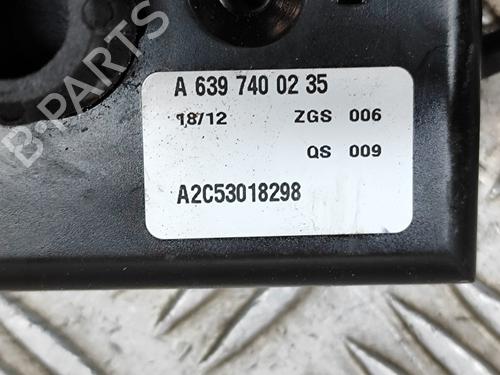 B-PARTS
A 639 740 02 35
18/12 ZGS 006
QS 009
A2C53018298